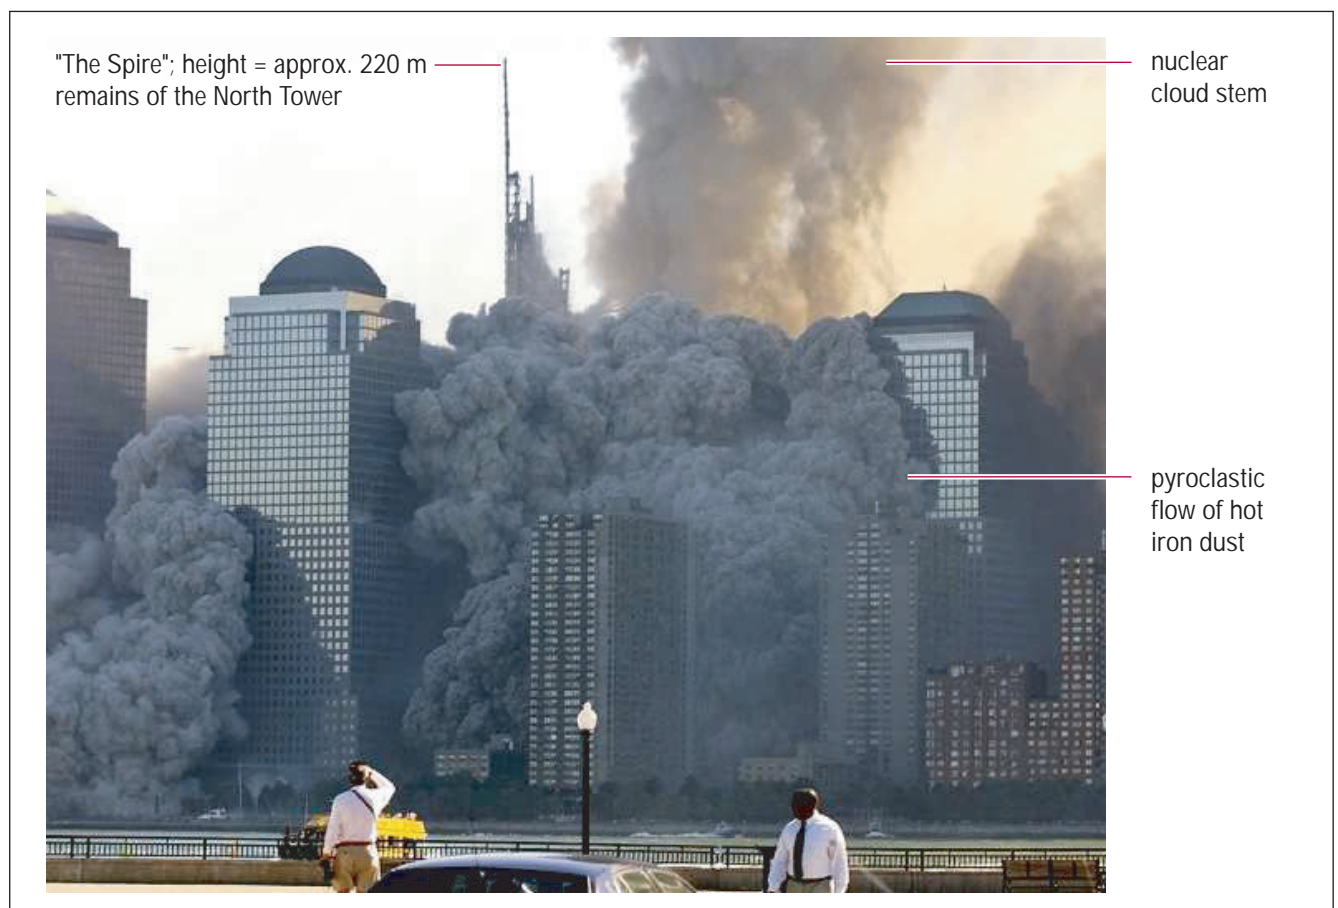 "The Spire"; height = approx. 220 m
remains of the North Tower
nuclear
cloud stem
pyroclastic
flow of hot
iron dust